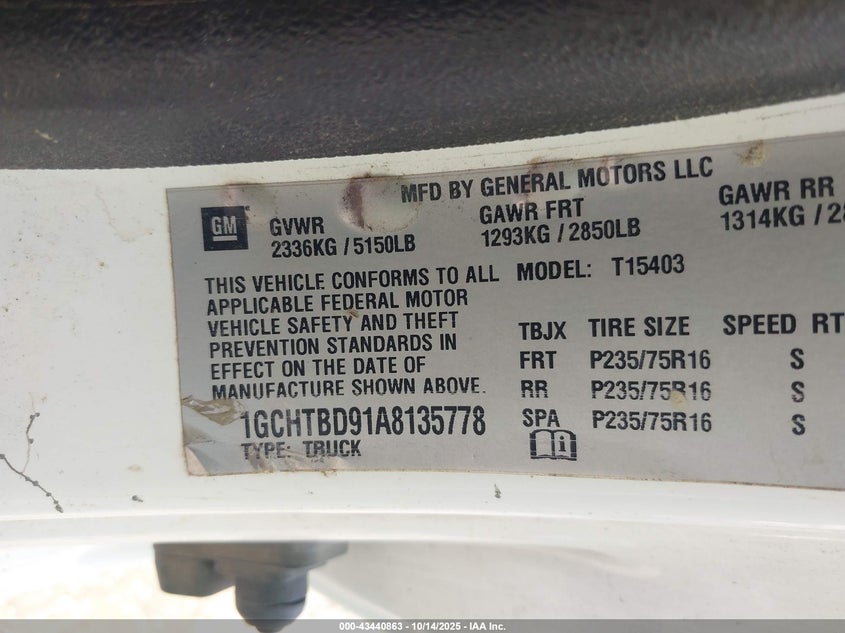 MFD BY GENERAL MOTORS LLC
GM
GVWR
2336KG / 5150LB
GAWR FRT
1293KG / 2850LB
GAWR RR
1314KG /
THIS VEHICLE CONFORMS TO ALL
APPLICABLE FEDERAL MOTOR
VEHICLE SAFETY AND THEFT
PREVENTION STANDARDS IN
EFFECT ON THE DATE OF
MANUFACTURE SHOWN ABOVE.
1GCHTBD91A8135778
TYPE: TRUCK
MODEL: T15403
TBJX TIRE SIZE SPEED RT
FRT P235/75R16 S
RR P235/75R16 S
SPA P235/75R16 S
000-43440863 - 10/14/2025 - IAA Inc.